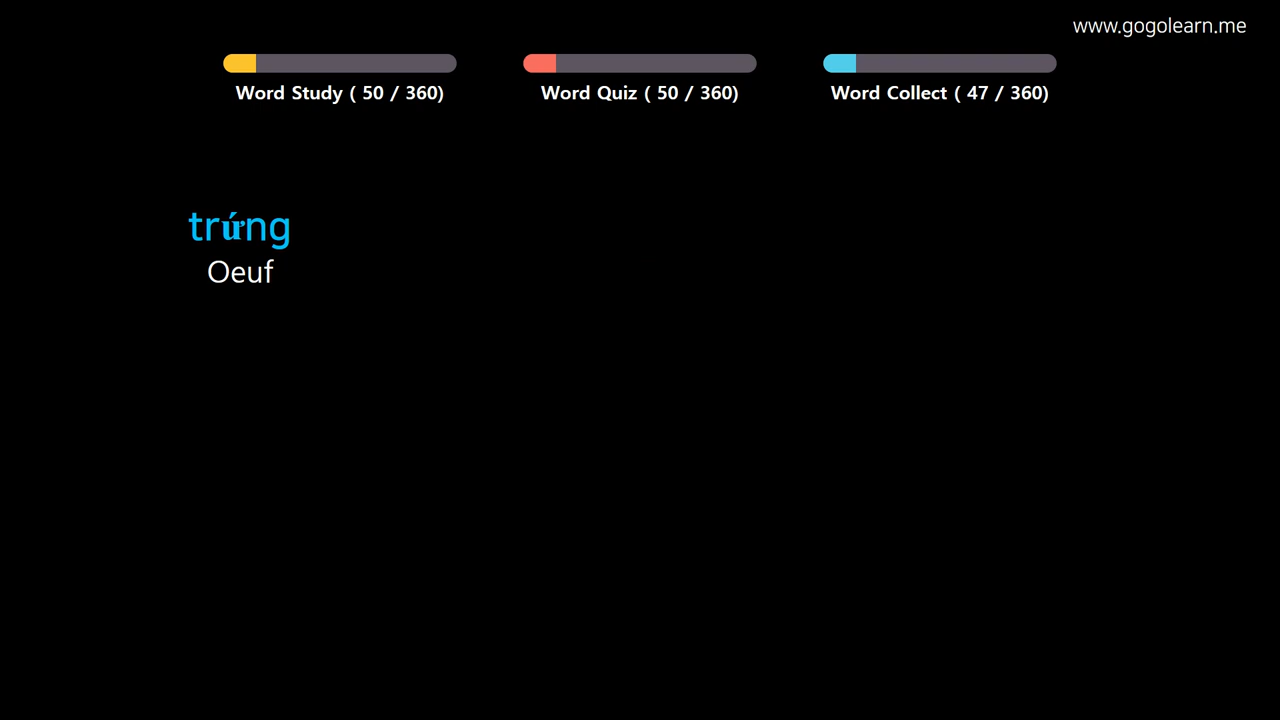 www.gogolearn.me
Word Study ( 50 / 360)
Word Quiz ( 50 / 360)
Word Collect ( 47 / 360)
trứng
Oeuf